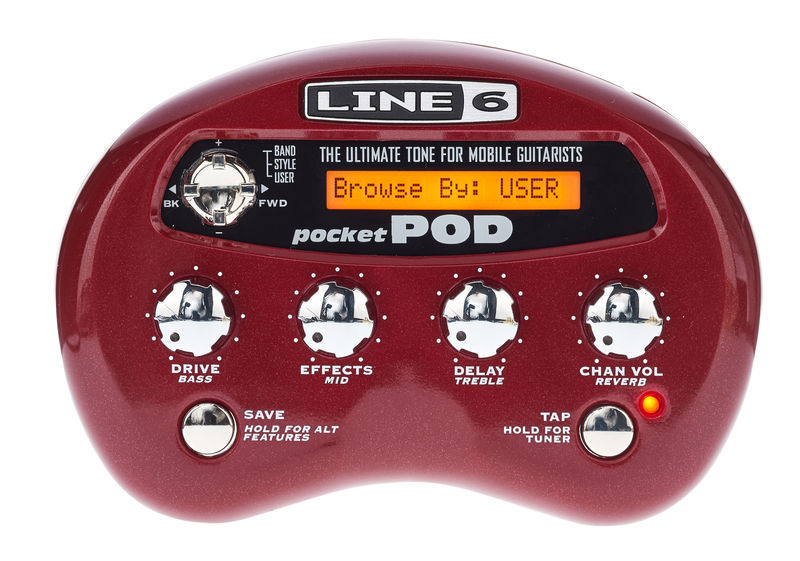 LINE 6
+
BAND
STYLE
USER
BK
FWD
-
THE ULTIMATE TONE FOR MOBILE GUITARISTS
Browse By: USER
pocket POD
DRIVE
BASS
EFFECTS
MID
DELAY
TREBLE
CHAN VOL
REVERB
SAVE
HOLD FOR ALT
FEATURES
TAP
HOLD FOR
TUNER